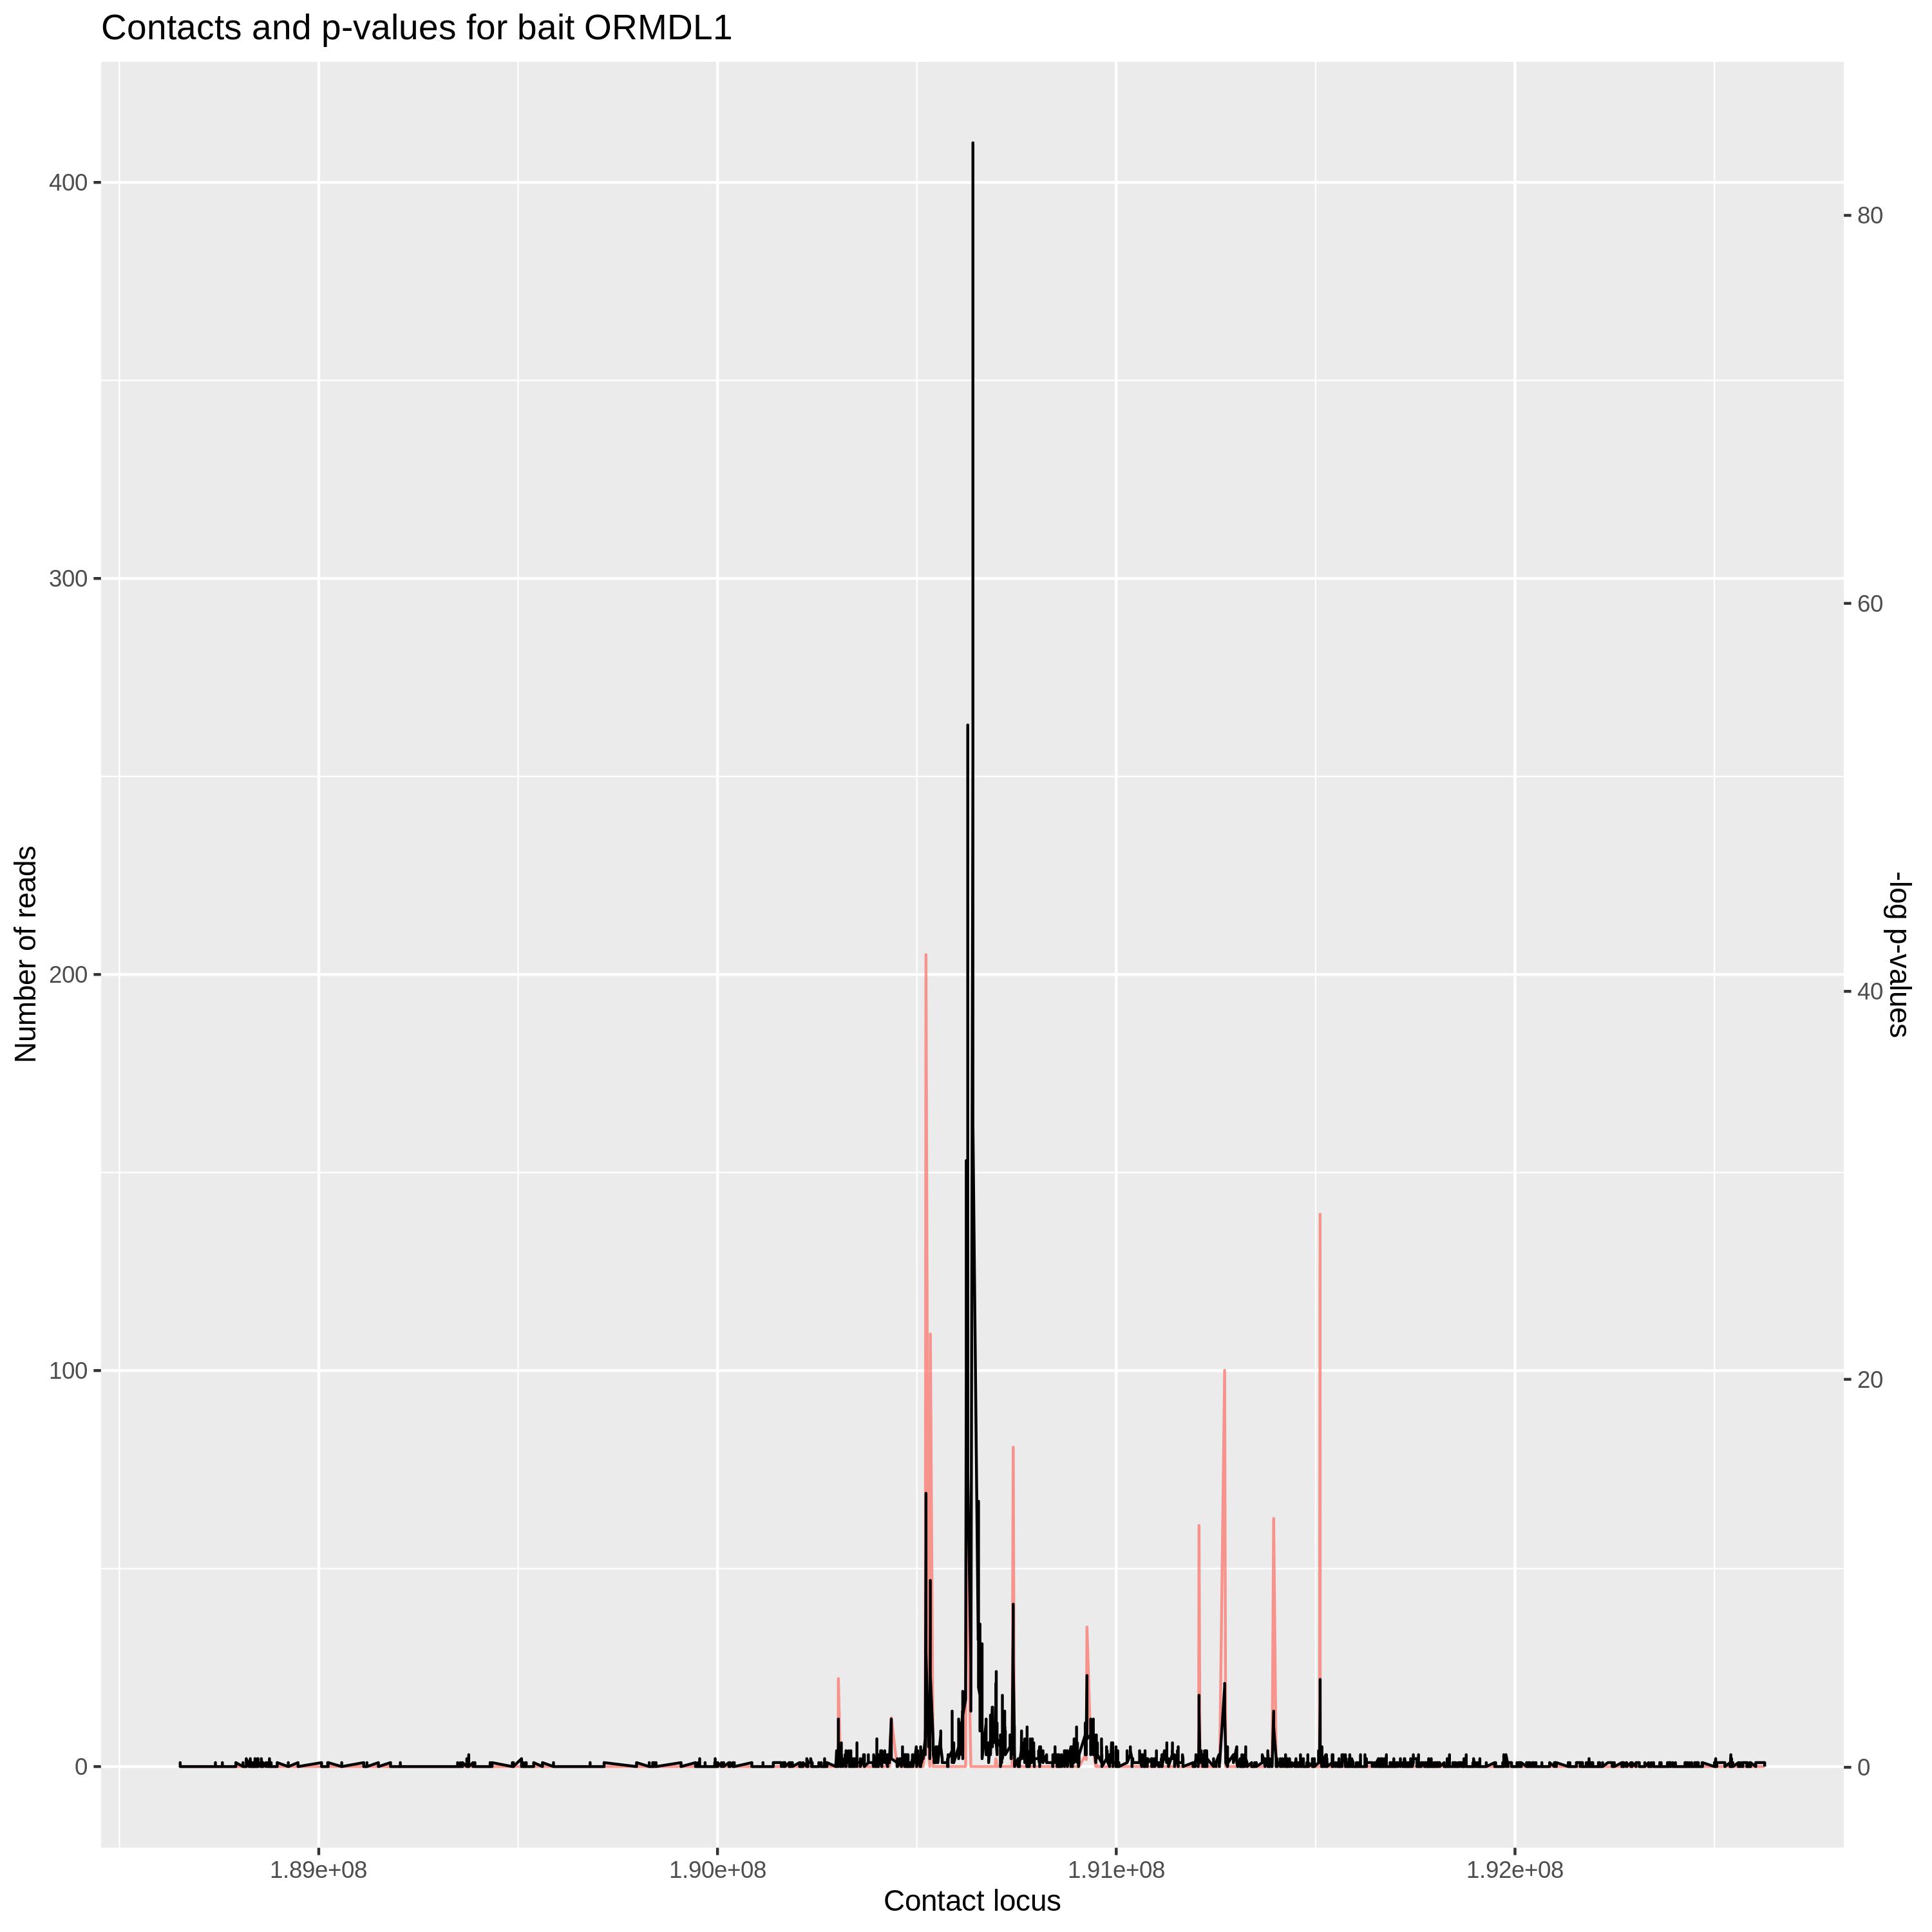 Contacts and p-values for bait ORMDL1
Number of reads
400
300
200
100
0
80
60
40
20
0
-log p-values
1.89e+08
1.90e+08
1.91e+08
1.92e+08
Contact locus